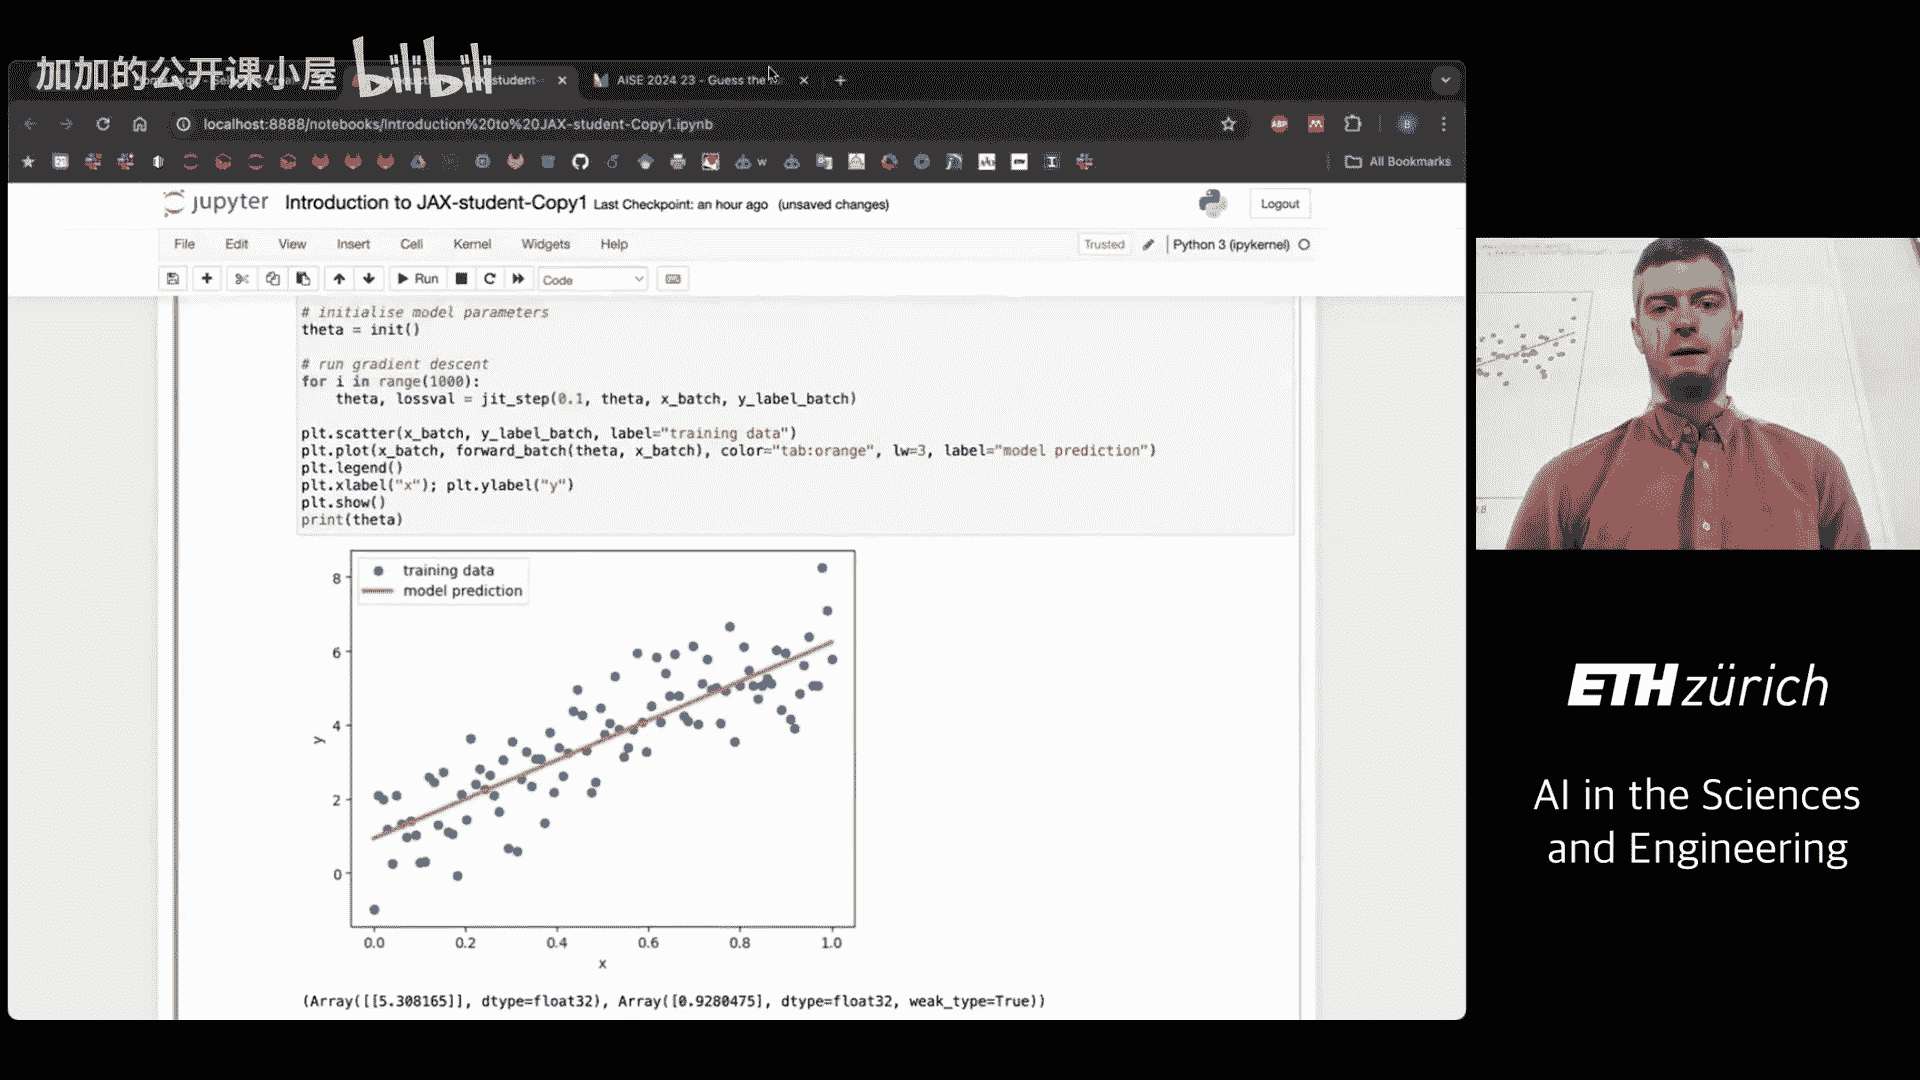 加加的公开课小屋 bilibili
student
AISE 2024 23 - Guess the
localhost:8888/notebooks/Introduction%20to%20JAX-student-Copy1.ipynb
ABP
B
W
All Bookmarks
jupyter Introduction to JAX-student-Copy1 Last Checkpoint: an hour ago (unsaved changes)
Logout
File Edit View Insert Cell Kernel Widgets Help
Trusted Python 3 (ipykernel)
Run Code
# initialise model parameters
theta = init()
# run gradient descent
for i in range(1000):
theta, lossval = jit_step(0.1, theta, x_batch, y_label_batch)
plt.scatter(x_batch, y_label_batch, label="training data")
plt.plot(x_batch, forward_batch(theta, x_batch), color="tab:orange", lw=3, label="model prediction")
plt.legend()
plt.xlabel("x"); plt.ylabel("y")
plt.show()
print(theta)
training data
model prediction
8
6
4
2
0
y
0.0 0.2 0.4 0.6 0.8 1.0
x
(Array([[5.308165]], dtype=float32), Array([0.9280475], dtype=float32, weak_type=True))
ETH zürich
AI in the Sciences
and Engineering